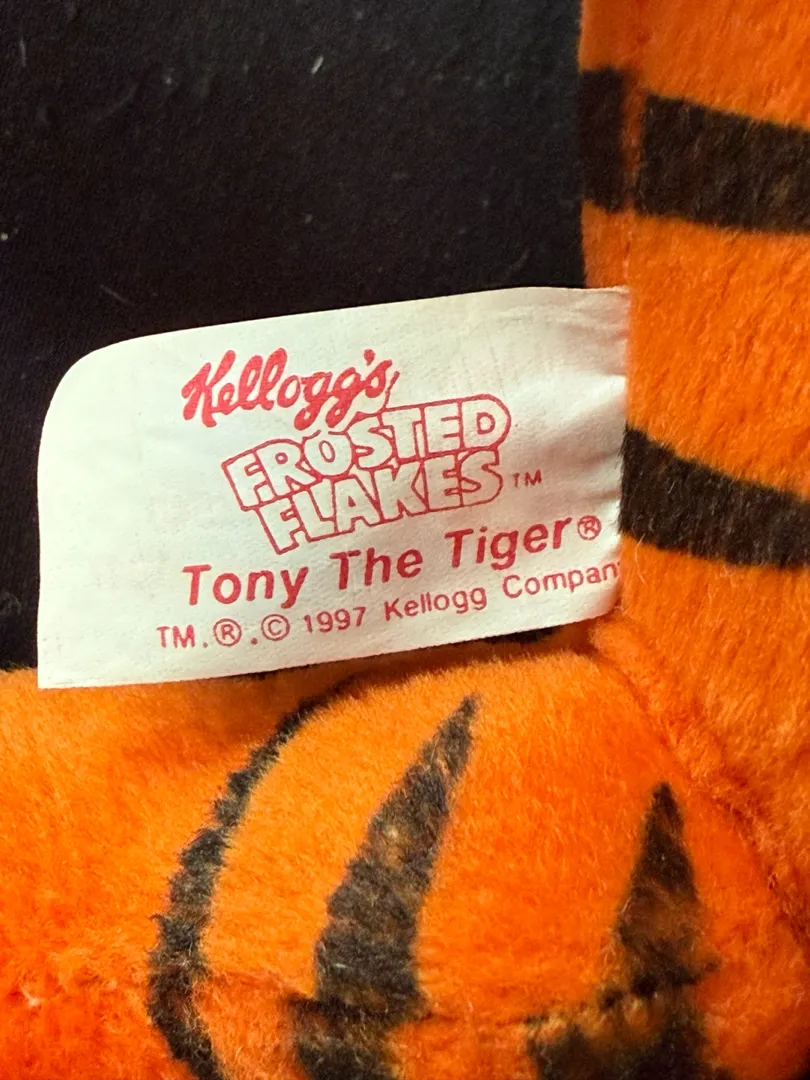 Kellogg's
FROSTED
FLAKES™
Tony The Tiger®
TM.®.© 1997 Kellogg Compan